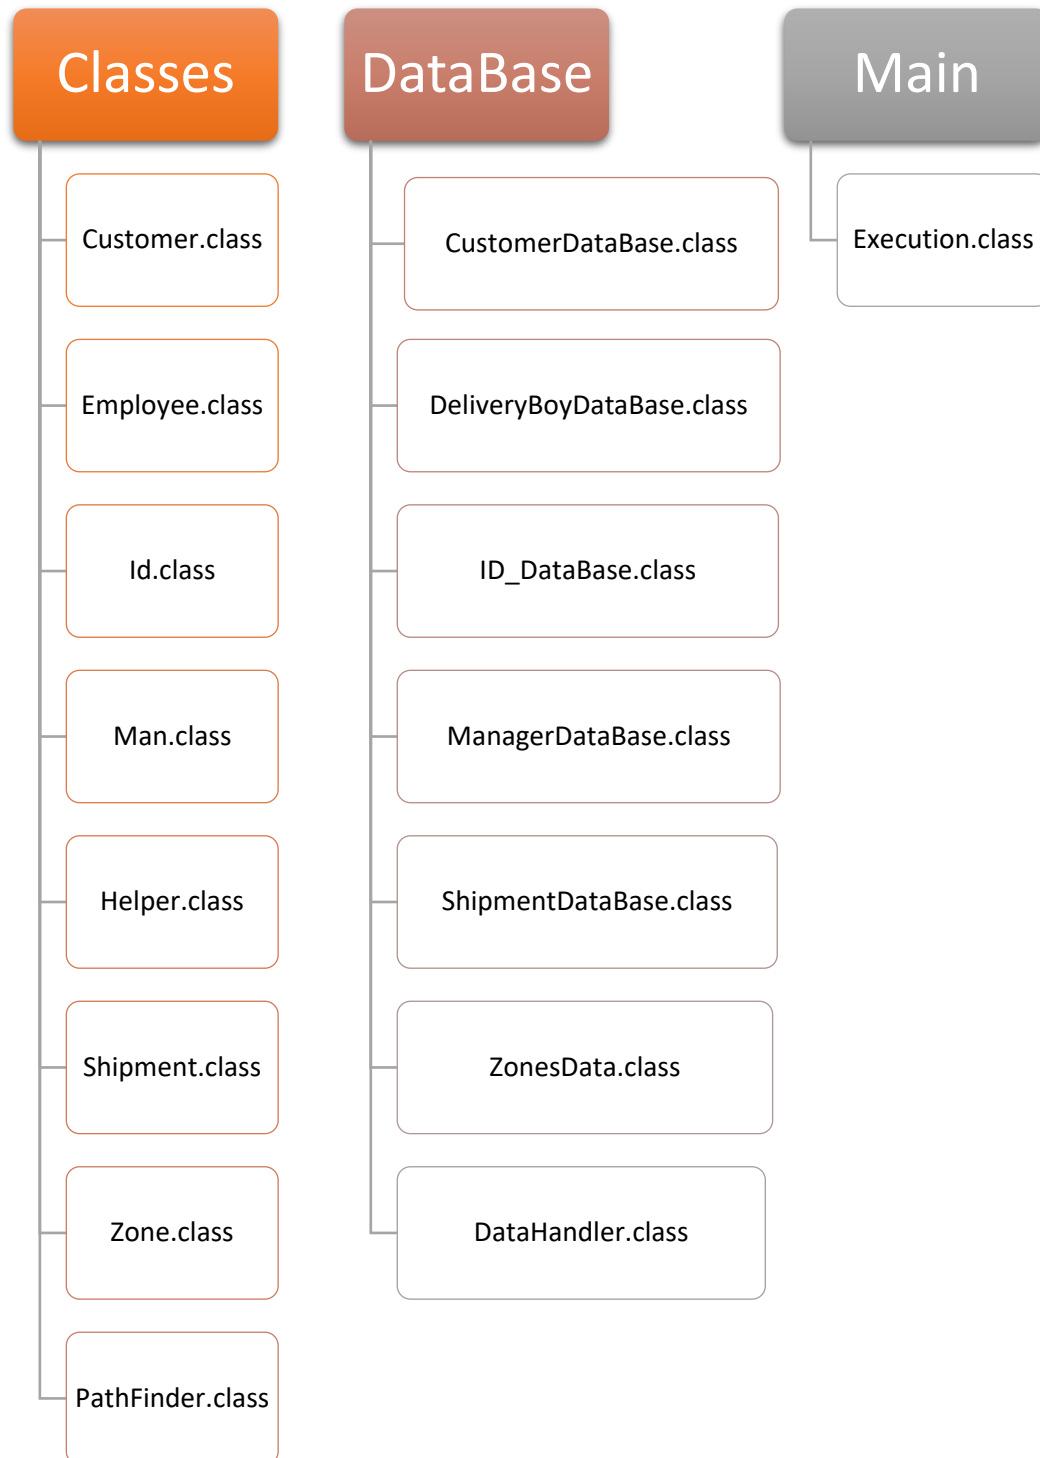 Classes
Customer.class
Employee.class
Id.class
Man.class
Helper.class
Shipment.class
Zone.class
PathFinder.class
DataBase
CustomerDataBase.class
DeliveryBoyDataBase.class
ID_DataBase.class
ManagerDataBase.class
ShipmentDataBase.class
ZonesData.class
DataHandler.class
Main
Execution.class